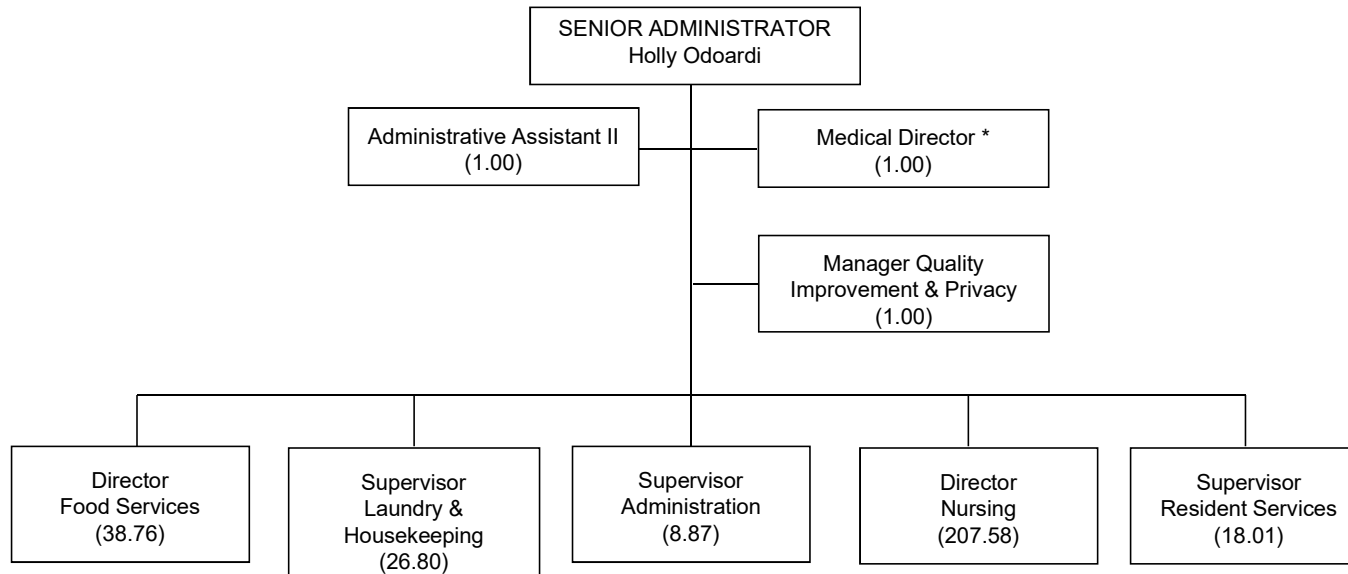 SENIOR ADMINISTRATOR
Holly Odoardi
Administrative Assistant II
(1.00)
Medical Director *
(1.00)
Manager Quality
Improvement & Privacy
(1.00)
Director
Food Services
(38.76)
Supervisor
Laundry &
Housekeeping
(26.80)
Supervisor
Administration
(8.87)
Director
Nursing
(207.58)
Supervisor
Resident Services
(18.01)